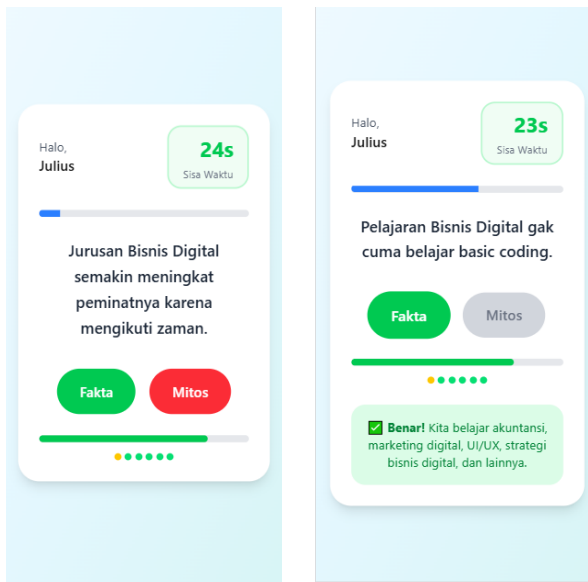 Halo,
Julius
24s
Sisa Waktu
Jurusan Bisnis Digital
semakin meningkat
peminatnya karena
mengikuti zaman.
Fakta
Mitos
Halo,
Julius
23s
Sisa Waktu
Pelajaran Bisnis Digital gak
cuma belajar basic coding.
Fakta
Mitos
✅ Benar! Kita belajar akuntansi,
marketing digital, UI/UX, strategi
bisnis digital, dan lainnya.